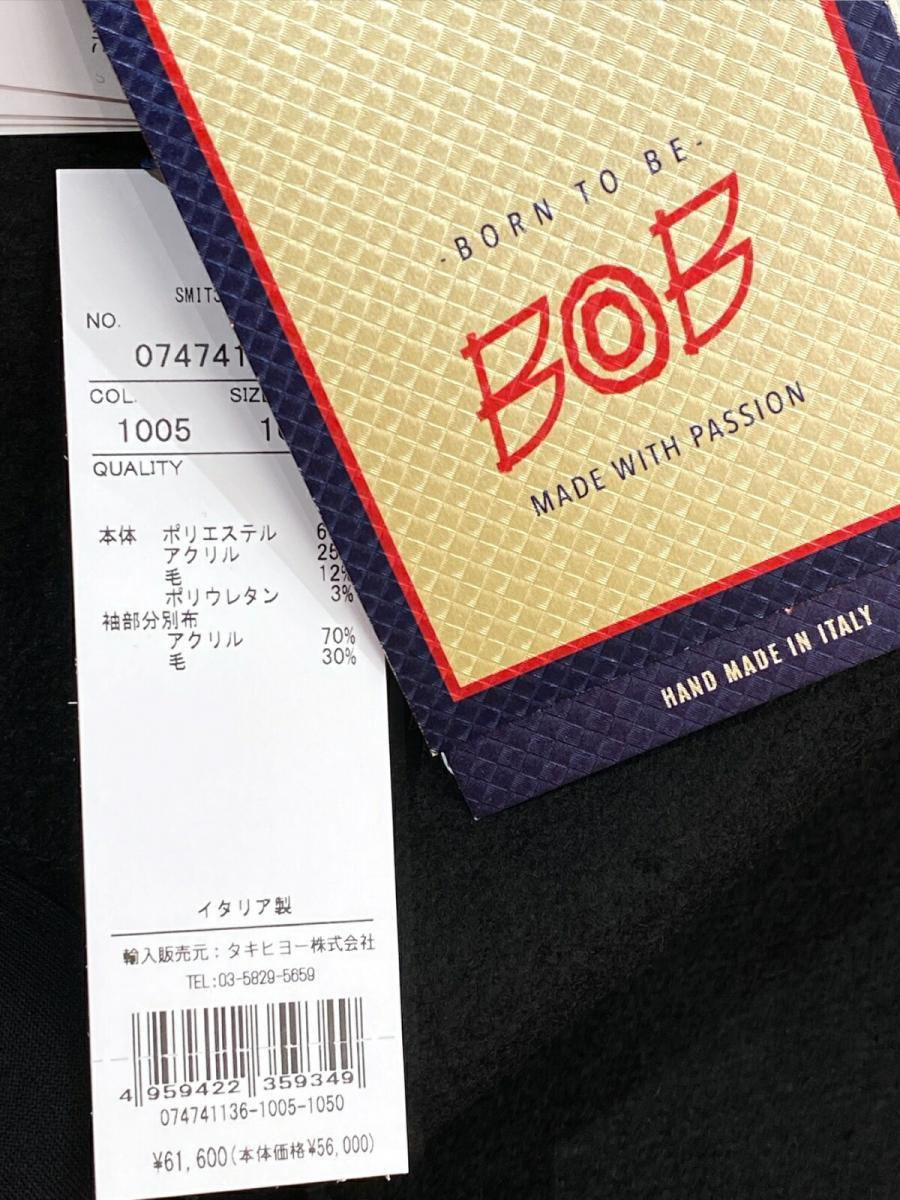 -BORN TO BE-
BOB
MADE WITH PASSION
HAND MADE IN ITALY
NO.
COL.
1005
QUALITY
本体 ポリエステル
アクリル
毛 12%
ポリウレタン 3%
袖部分別布
アクリル 70%
毛 30%
イタリア製
輸入販売元:タキヒヨー株式会社
TEL:03-5829-5659
4 959422 359349
074741136-1005-1050
¥61,600(本体価格¥56,000)